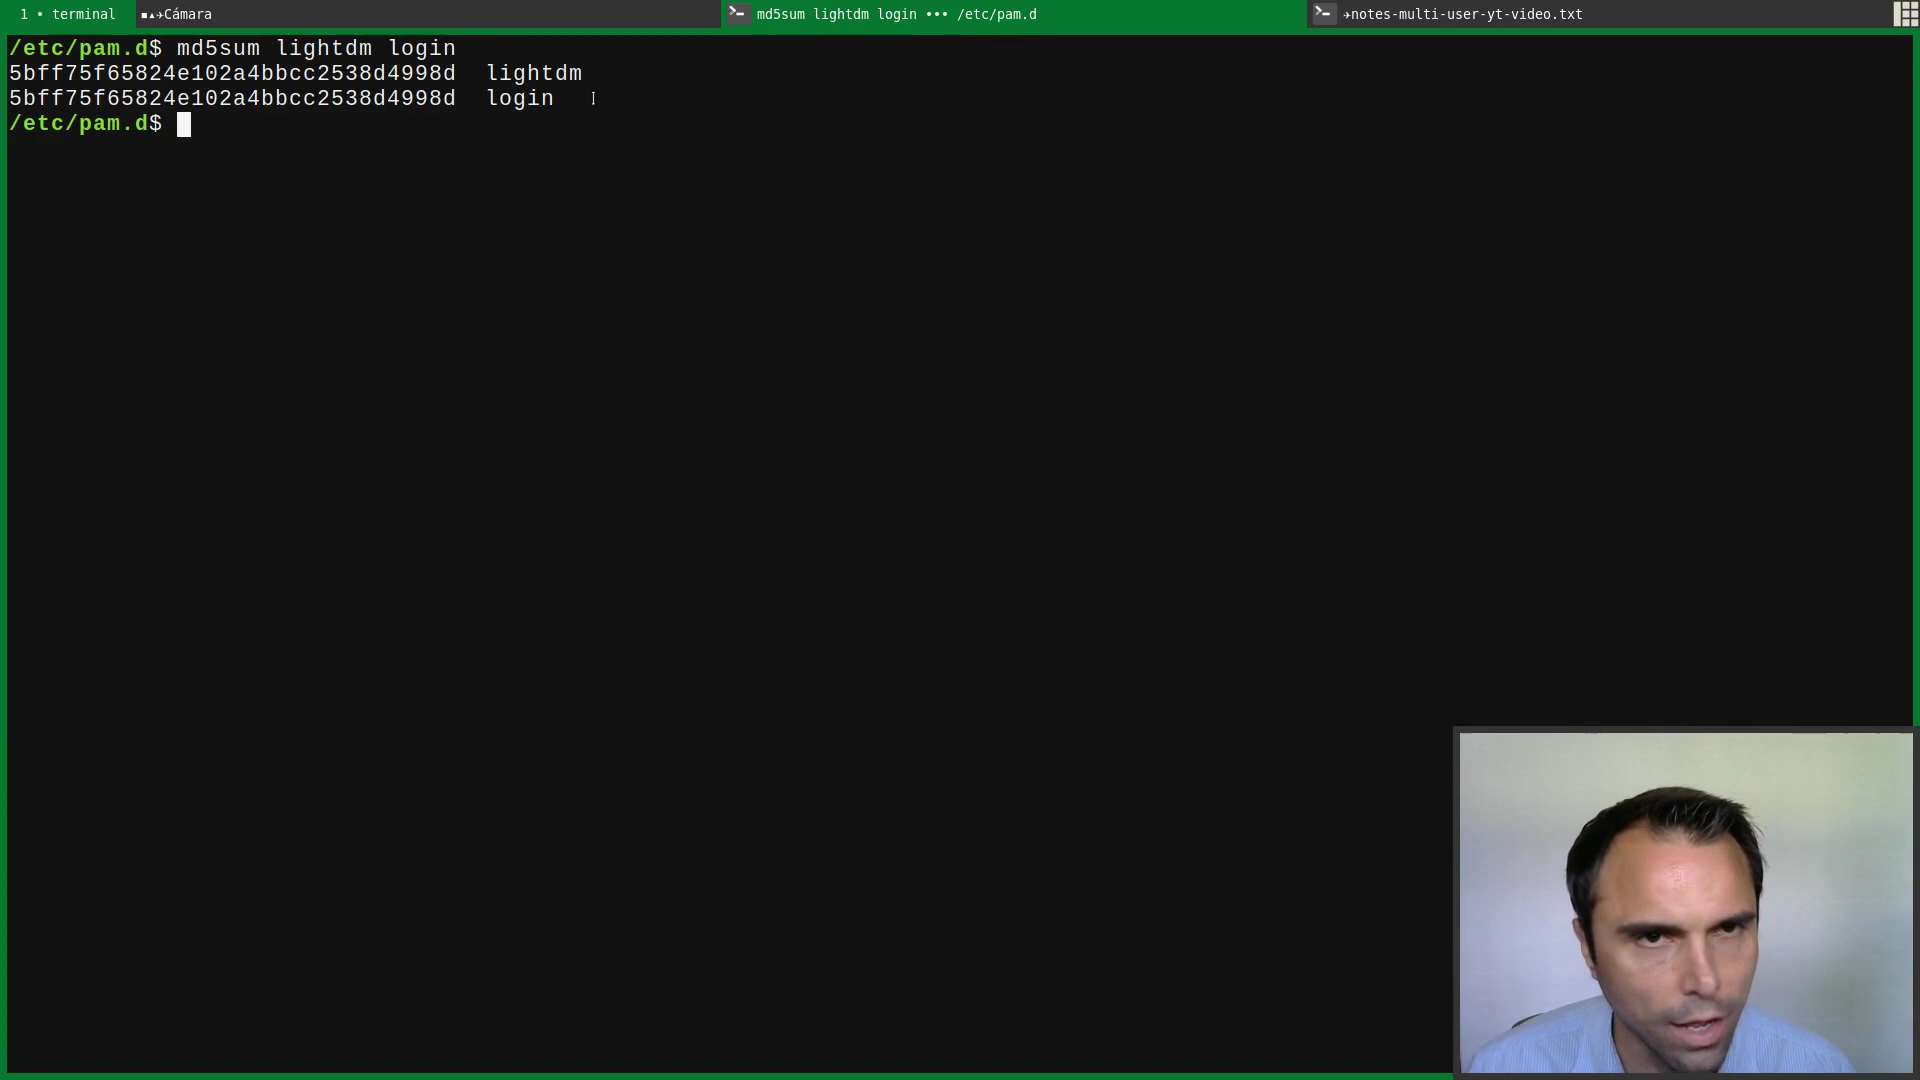 1 • terminal
▪▴✈Cámara
md5sum lightdm login ••• /etc/pam.d
✈notes-multi-user-yt-video.txt
/etc/pam.d$ md5sum lightdm login
5bff75f65824e102a4bbcc2538d4998d  lightdm
5bff75f65824e102a4bbcc2538d4998d  login
/etc/pam.d$